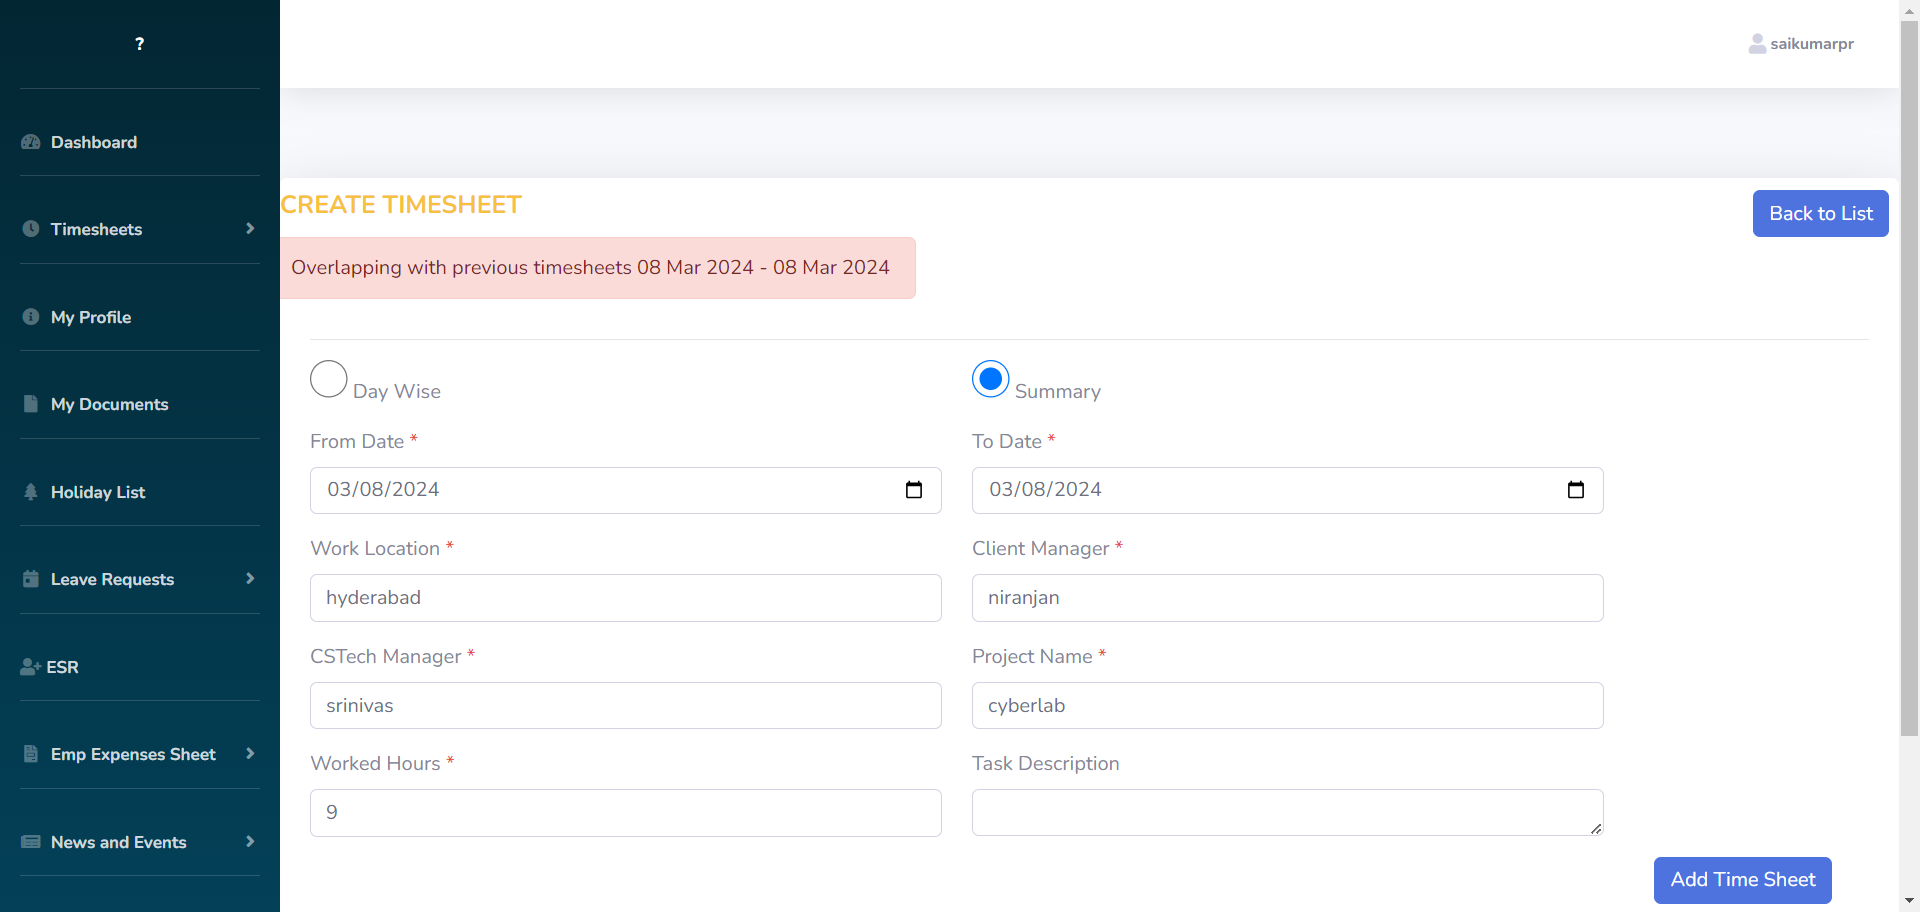 ?
saikumarpr
Dashboard
Timesheets
My Profile
My Documents
Holiday List
Leave Requests
ESR
Emp Expenses Sheet
News and Events
CREATE TIMESHEET
Back to List
Overlapping with previous timesheets 08 Mar 2024 - 08 Mar 2024
Day Wise
Summary
From Date *
To Date *
03/08/2024
03/08/2024
Work Location *
Client Manager *
hyderabad
niranjan
CSTech Manager *
Project Name *
srinivas
cyberlab
Worked Hours *
Task Description
9
Add Time Sheet